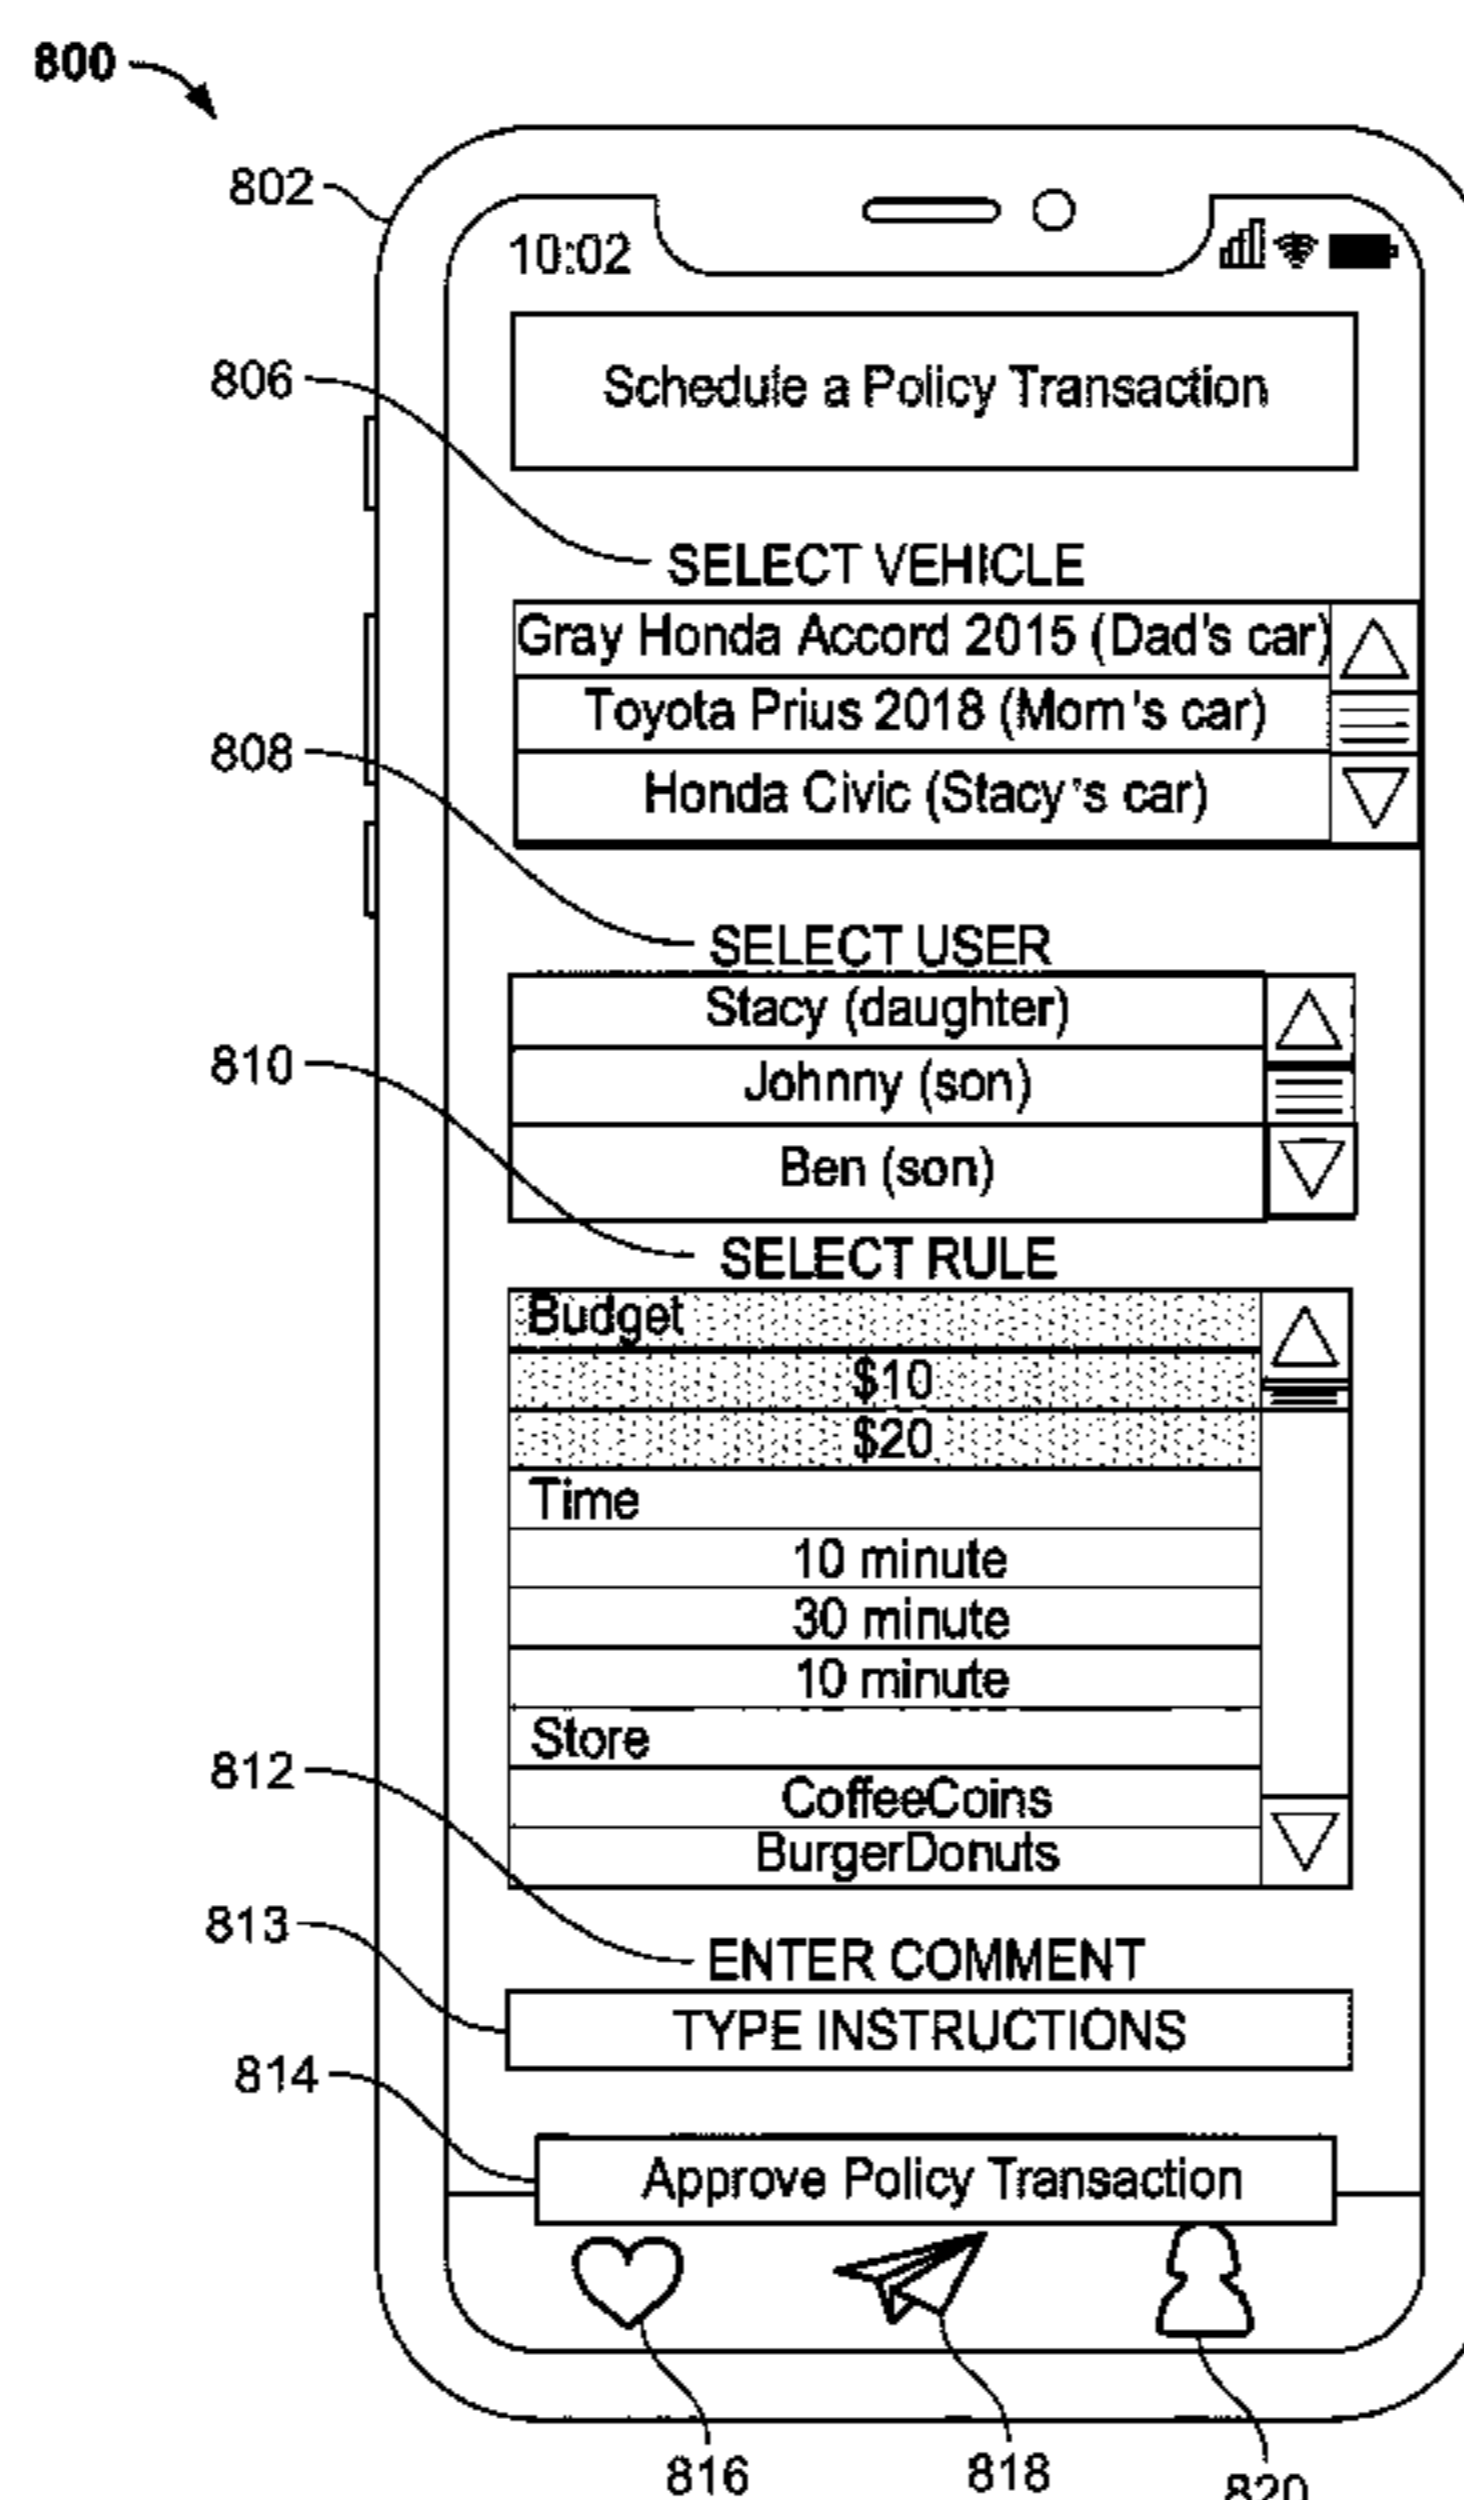 800
802
10:02
Schedule a Policy Transaction
806
SELECT VEHICLE
Gray Honda Accord 2015 (Dad's car)
Toyota Prius 2018 (Mom's car)
808
Honda Civic (Stacy's car)
SELECT USER
Stacy (daughter)
810
Johnny (son)
Ben (son)
SELECT RULE
Budget
$10
$20
Time
10 minute
30 minute
10 minute
Store
812
CoffeeCoins
BurgerDonuts
813
ENTER COMMENT
TYPE INSTRUCTIONS
814
Approve Policy Transaction
816
818
820